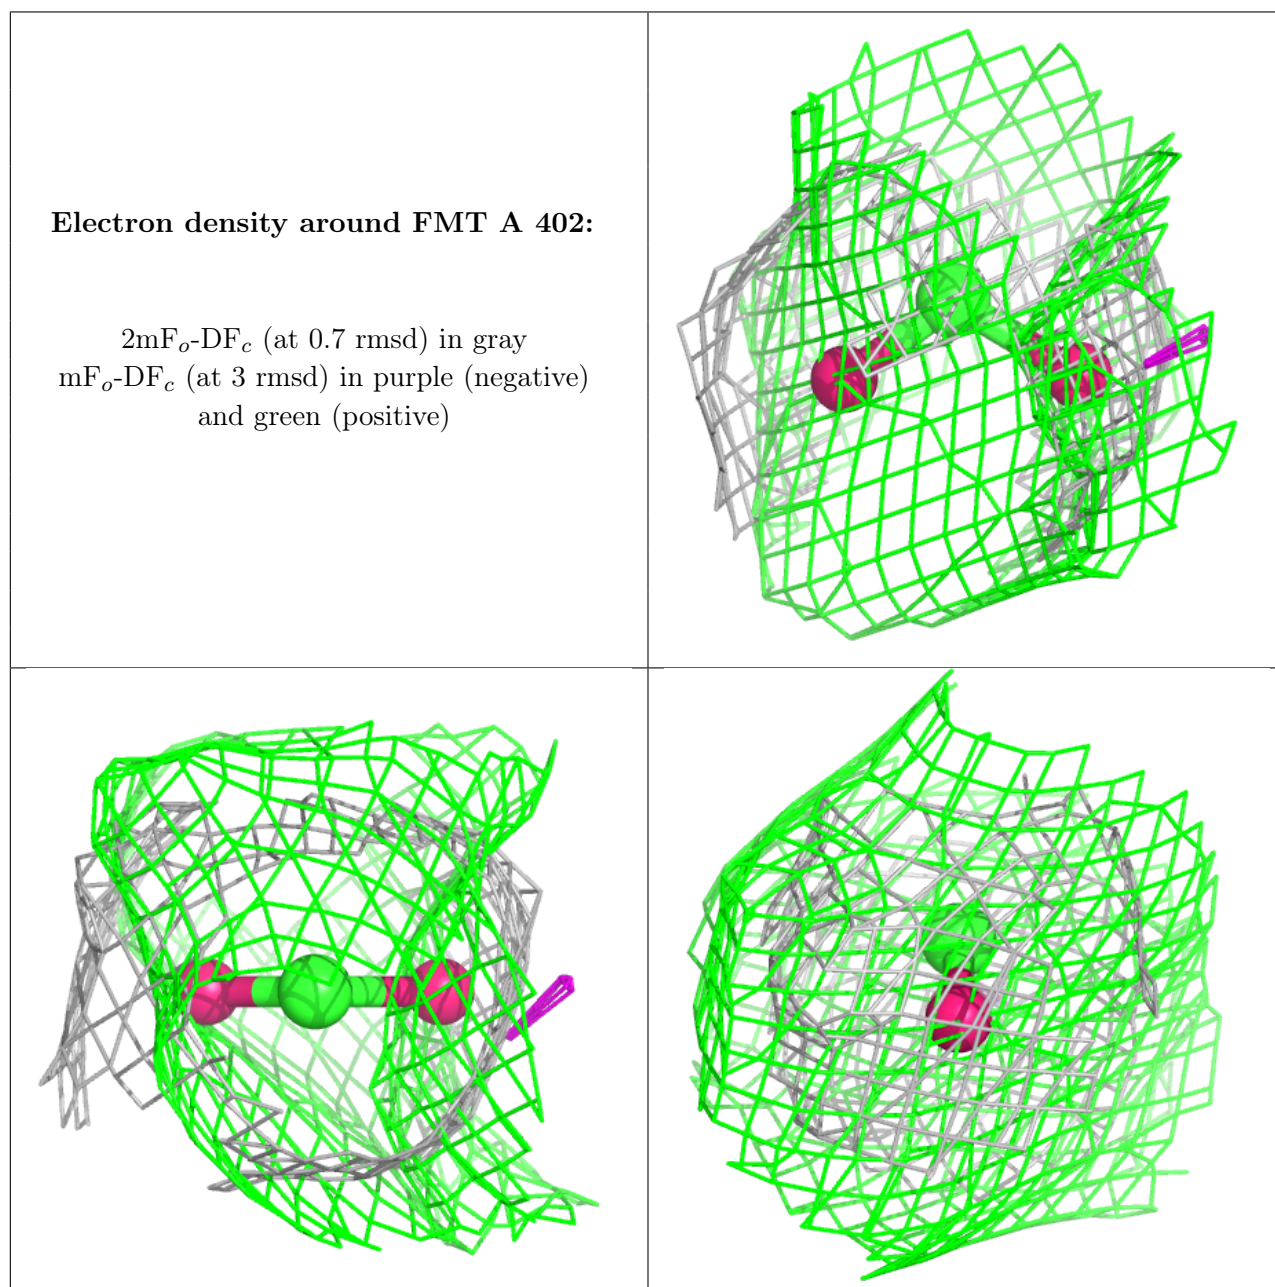 Electron density around FMT A 402:
2mFo-DFc (at 0.7 rmsd) in gray
mFo-DFc (at 3 rmsd) in purple (negative)
and green (positive)